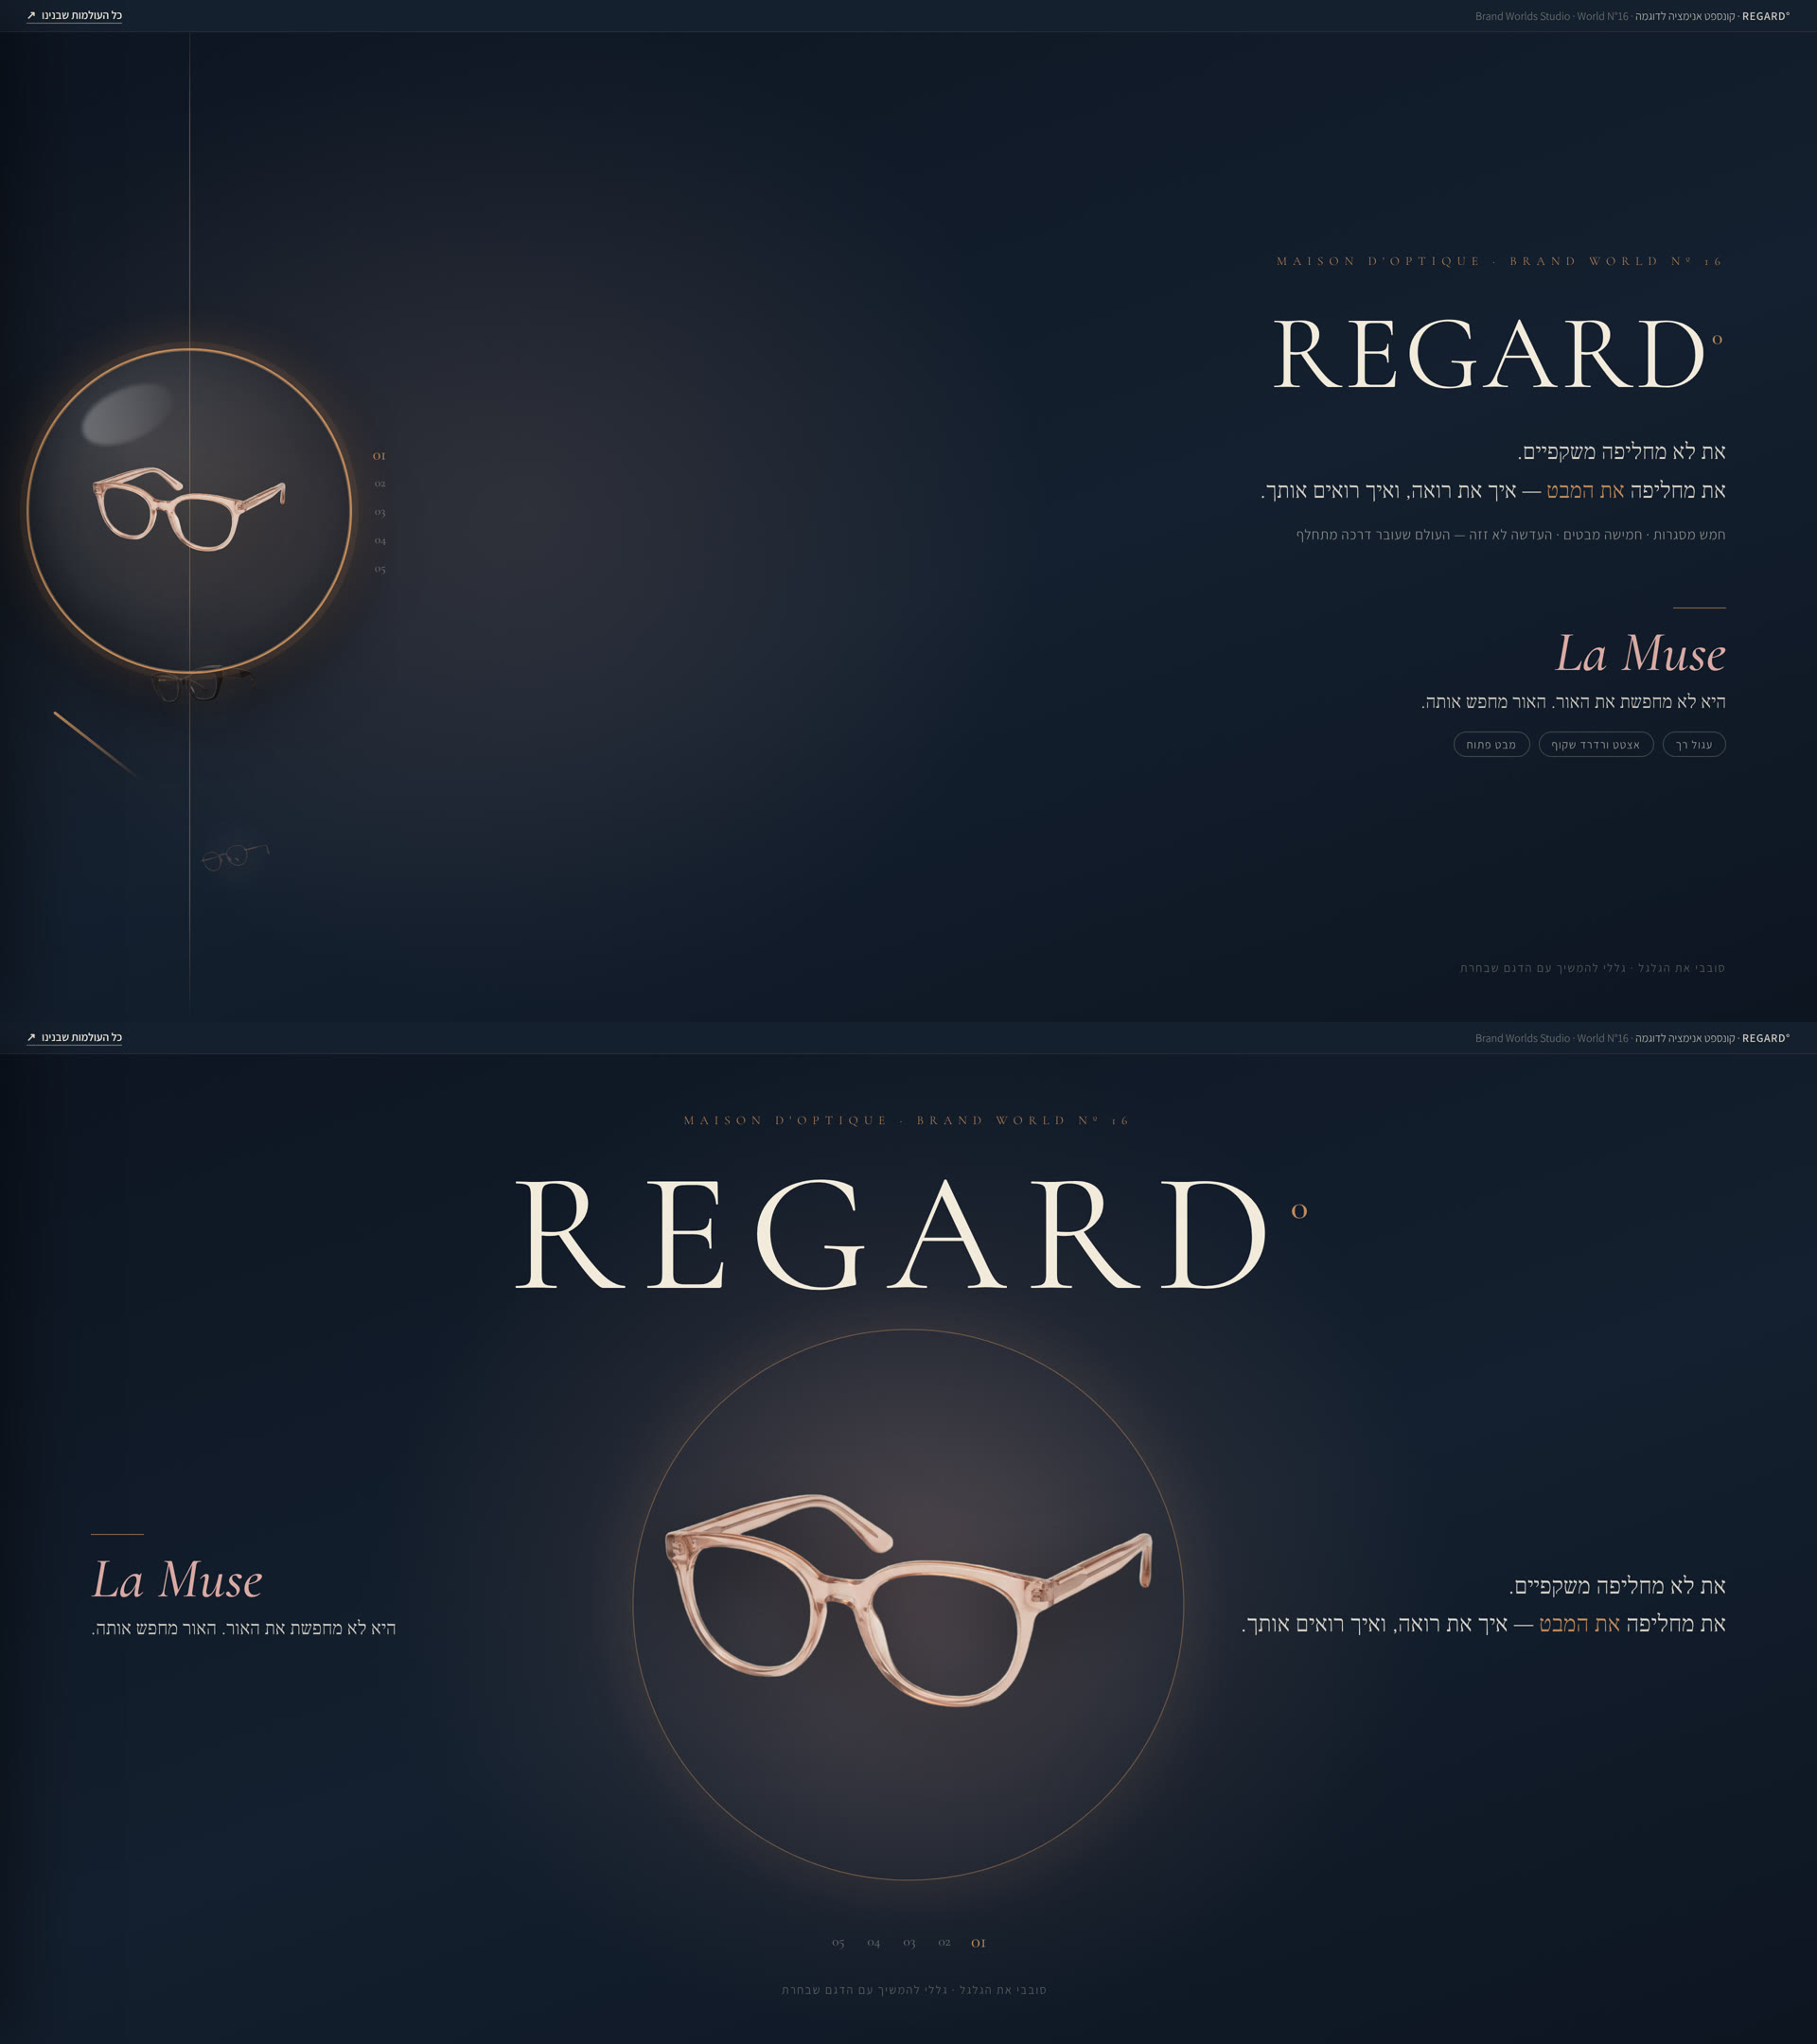 REGARD° · קונספט אנימציה לדוגמה · Brand Worlds Studio · World N°16
כל העולמות שבנינו ↗
MAISON D'OPTIQUE · BRAND WORLD Nº 16
REGARD°
את לא מחליפה משקפיים.
את מחליפה את המבט — איך את רואה, ואיך רואים אותך.
חמש מסגרות · חמישה מבטים · העדשה לא זזה — העולם שעובר דרכה מתחלף
La Muse
היא לא מחפשת את האור. האור מחפש אותה.
עגול רך
אצטט ורדרד שקוף
מבט פתוח
01
02
03
04
05
סובבי את הגלגל · גללי להמשיך עם הדגם שבחרת
REGARD° · קונספט אנימציה לדוגמה · Brand Worlds Studio · World N°16
כל העולמות שבנינו ↗
MAISON D'OPTIQUE · BRAND WORLD Nº 16
REGARD°
את לא מחליפה משקפיים.
את מחליפה את המבט — איך את רואה, ואיך רואים אותך.
La Muse
היא לא מחפשת את האור. האור מחפש אותה.
01 02 03 04 05
סובבי את הגלגל · גללי להמשיך עם הדגם שבחרת